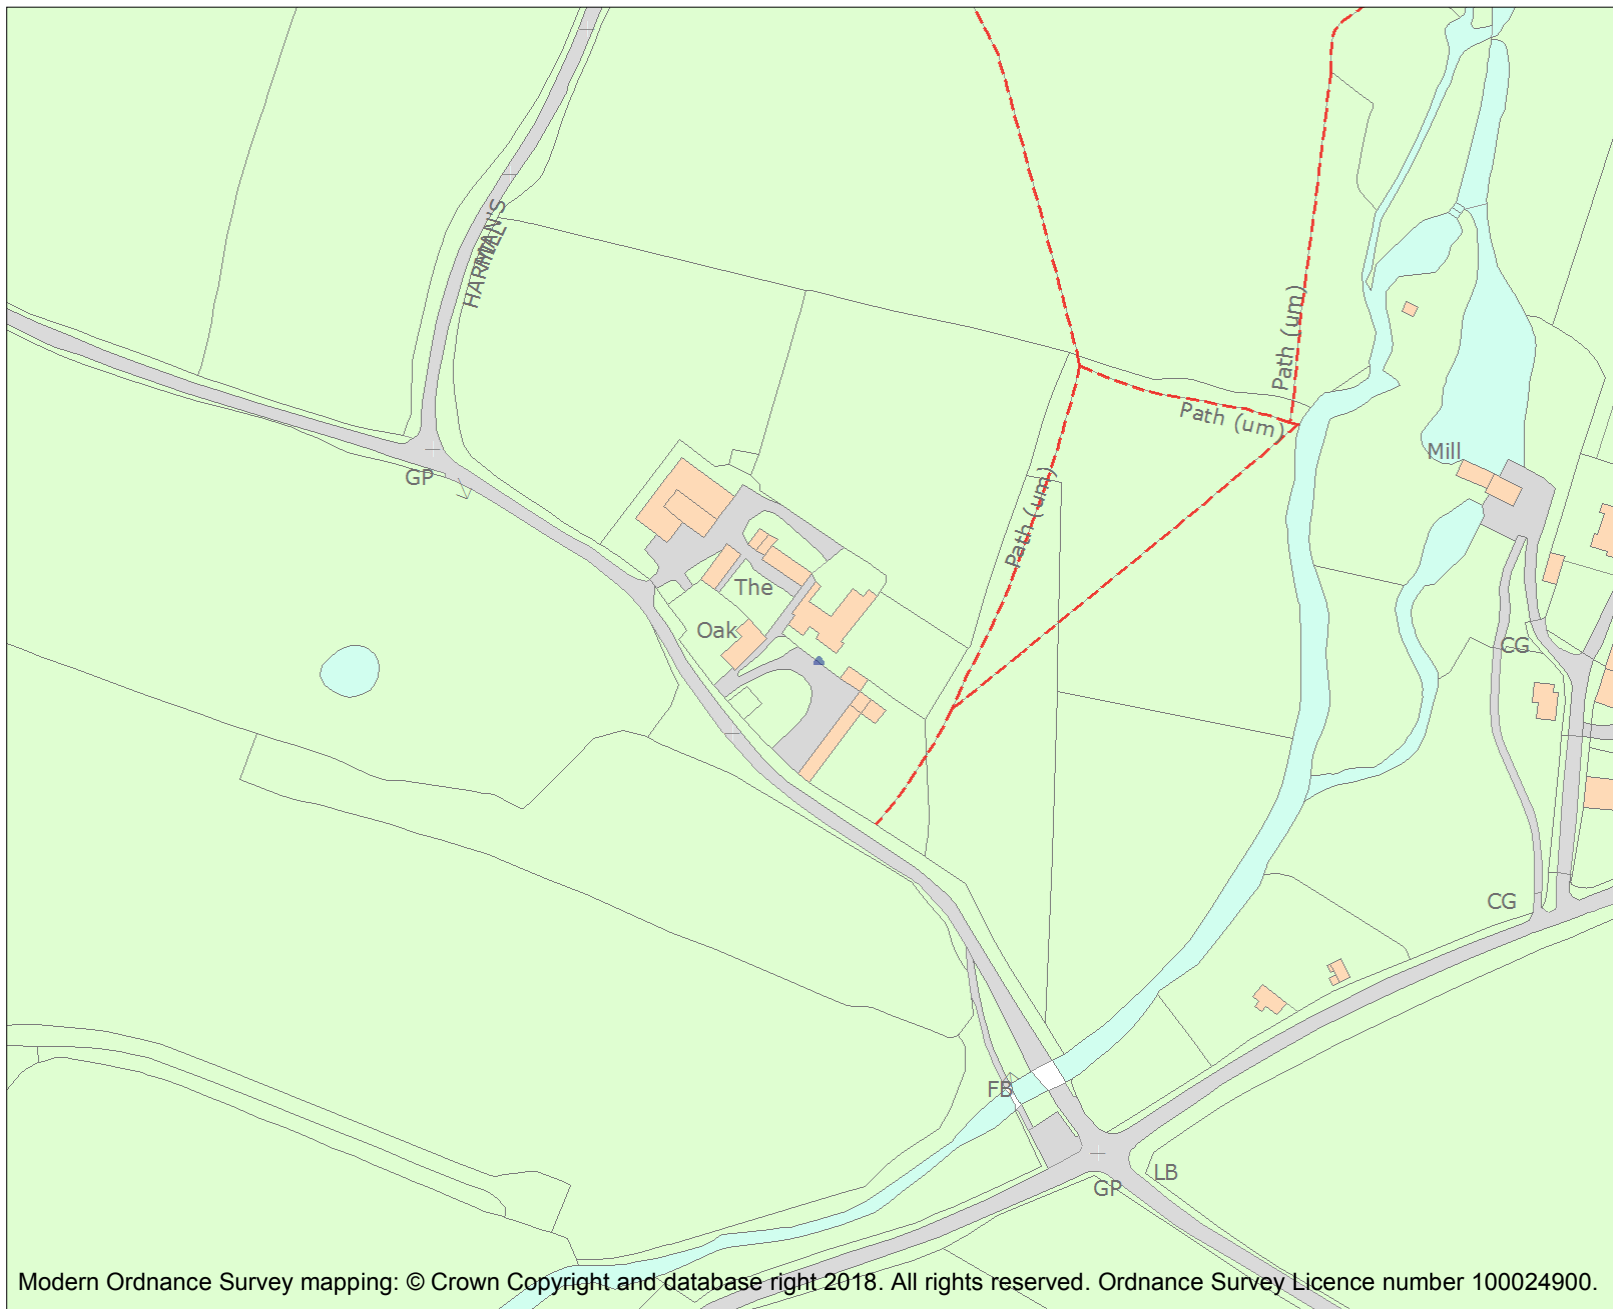 HARMAN'S
HILL
Path (um)
Path (um)
Mill
GP
Path (um)
The
Oak
CG
CG
FB
LB
GP
Modern Ordnance Survey mapping: © Crown Copyright and database right 2018. All rights reserved. Ordnance Survey Licence number 100024900.